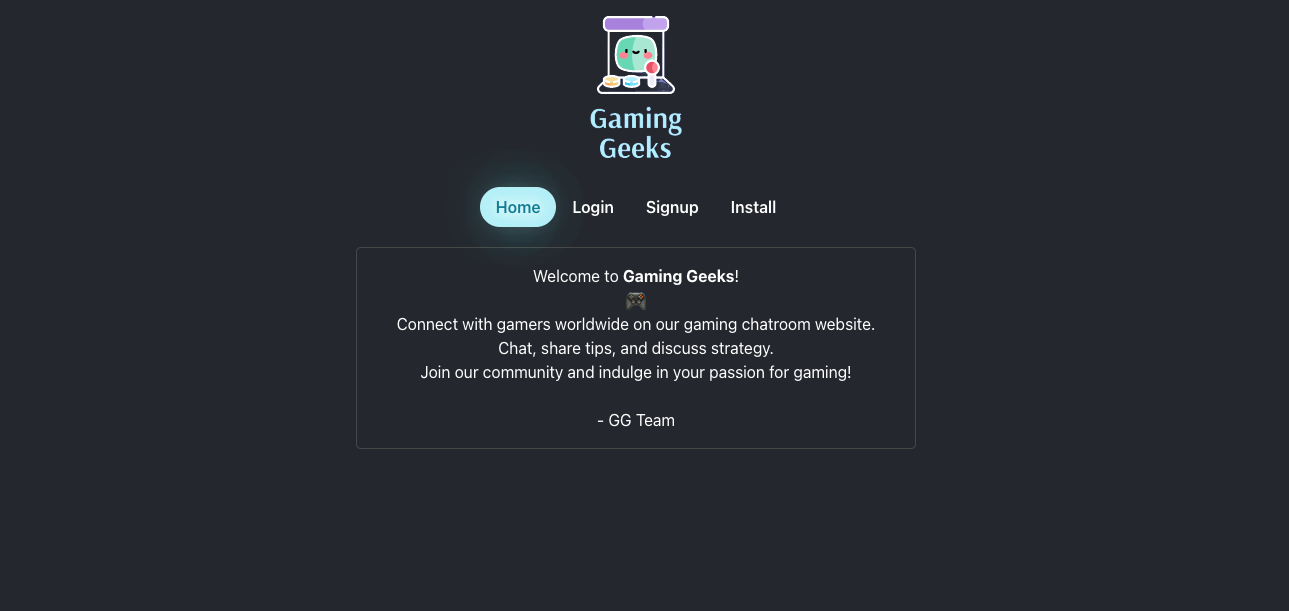 Gaming
Geeks
Home Login Signup Install
Welcome to Gaming Geeks!
Connect with gamers worldwide on our gaming chatroom website.
Chat, share tips, and discuss strategy.
Join our community and indulge in your passion for gaming!
- GG Team